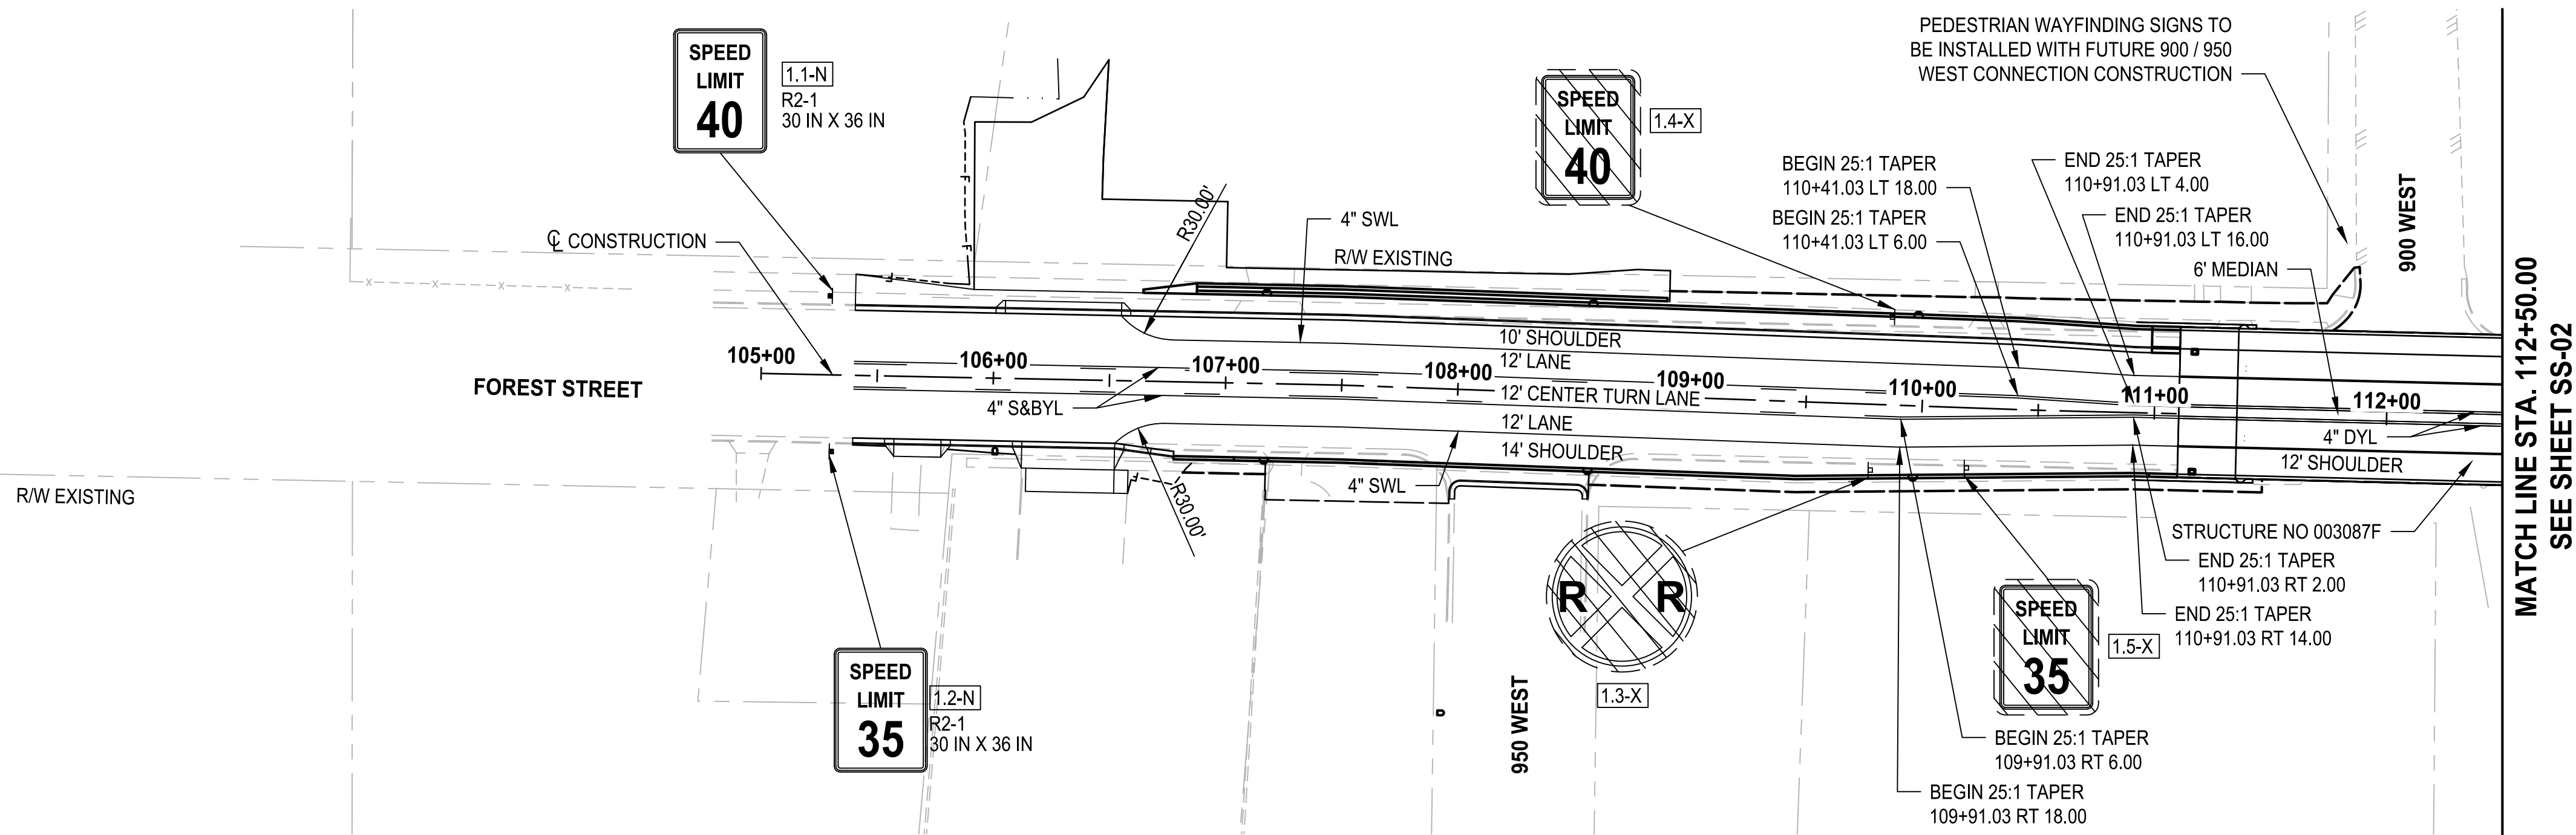 PEDESTRIAN WAYFINDING SIGNS TO
BE INSTALLED WITH FUTURE 900 / 950
WEST CONNECTION CONSTRUCTION
SPEED
LIMIT
40
1.1-N
R2-1
30 IN X 36 IN
SPEED
LIMIT
40
1.4-X
BEGIN 25:1 TAPER
110+41.03 LT 18.00
BEGIN 25:1 TAPER
110+41.03 LT 6.00
END 25:1 TAPER
110+91.03 LT 4.00
END 25:1 TAPER
110+91.03 LT 16.00
6' MEDIAN
900 WEST
R30.00'
4" SWL
R/W EXISTING
℄ CONSTRUCTION
10' SHOULDER
12' LANE
105+00
106+00
107+00
108+00
109+00
110+00
111+00
112+00
FOREST STREET
4" S&BYL
12' CENTER TURN LANE
12' LANE
14' SHOULDER
4" DYL
12' SHOULDER
R/W EXISTING
4" SWL
R30.00'
MATCH LINE STA. 112+50.00
SEE SHEET SS-02
STRUCTURE NO 003087F
END 25:1 TAPER
110+91.03 RT 2.00
END 25:1 TAPER
110+91.03 RT 14.00
R R
1.3-X
SPEED
LIMIT
35
1.5-X
SPEED
LIMIT
35
1.2-N
R2-1
30 IN X 36 IN
950 WEST
BEGIN 25:1 TAPER
109+91.03 RT 6.00
BEGIN 25:1 TAPER
109+91.03 RT 18.00